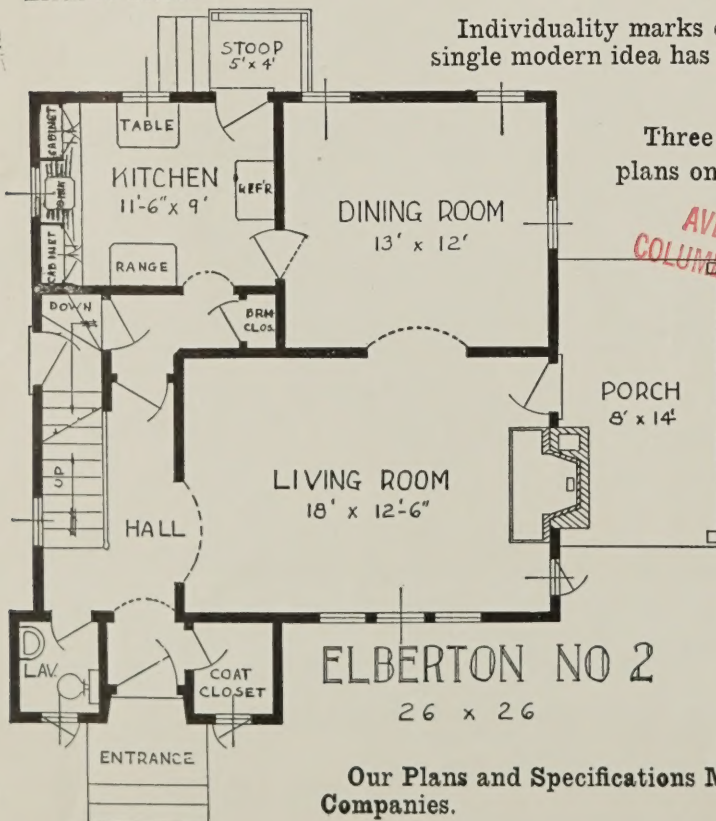 Individuality marks
single modern idea has
STOOP
5' x 4'
TABLE
CABINET
KITCHEN
11'-6" x 9'
REF'R
DINING ROOM
13' x 12'
Three
plans on
CABINET
RANGE
DOWN
BRM
CLOS.
PORCH
8' x 14'
LIVING ROOM
18' x 12'-6"
UP
HALL
LAV.
COAT
CLOSET
ELBERTON NO 2
26 x 26
ENTRANCE
Our Plans and Specifications
Companies.